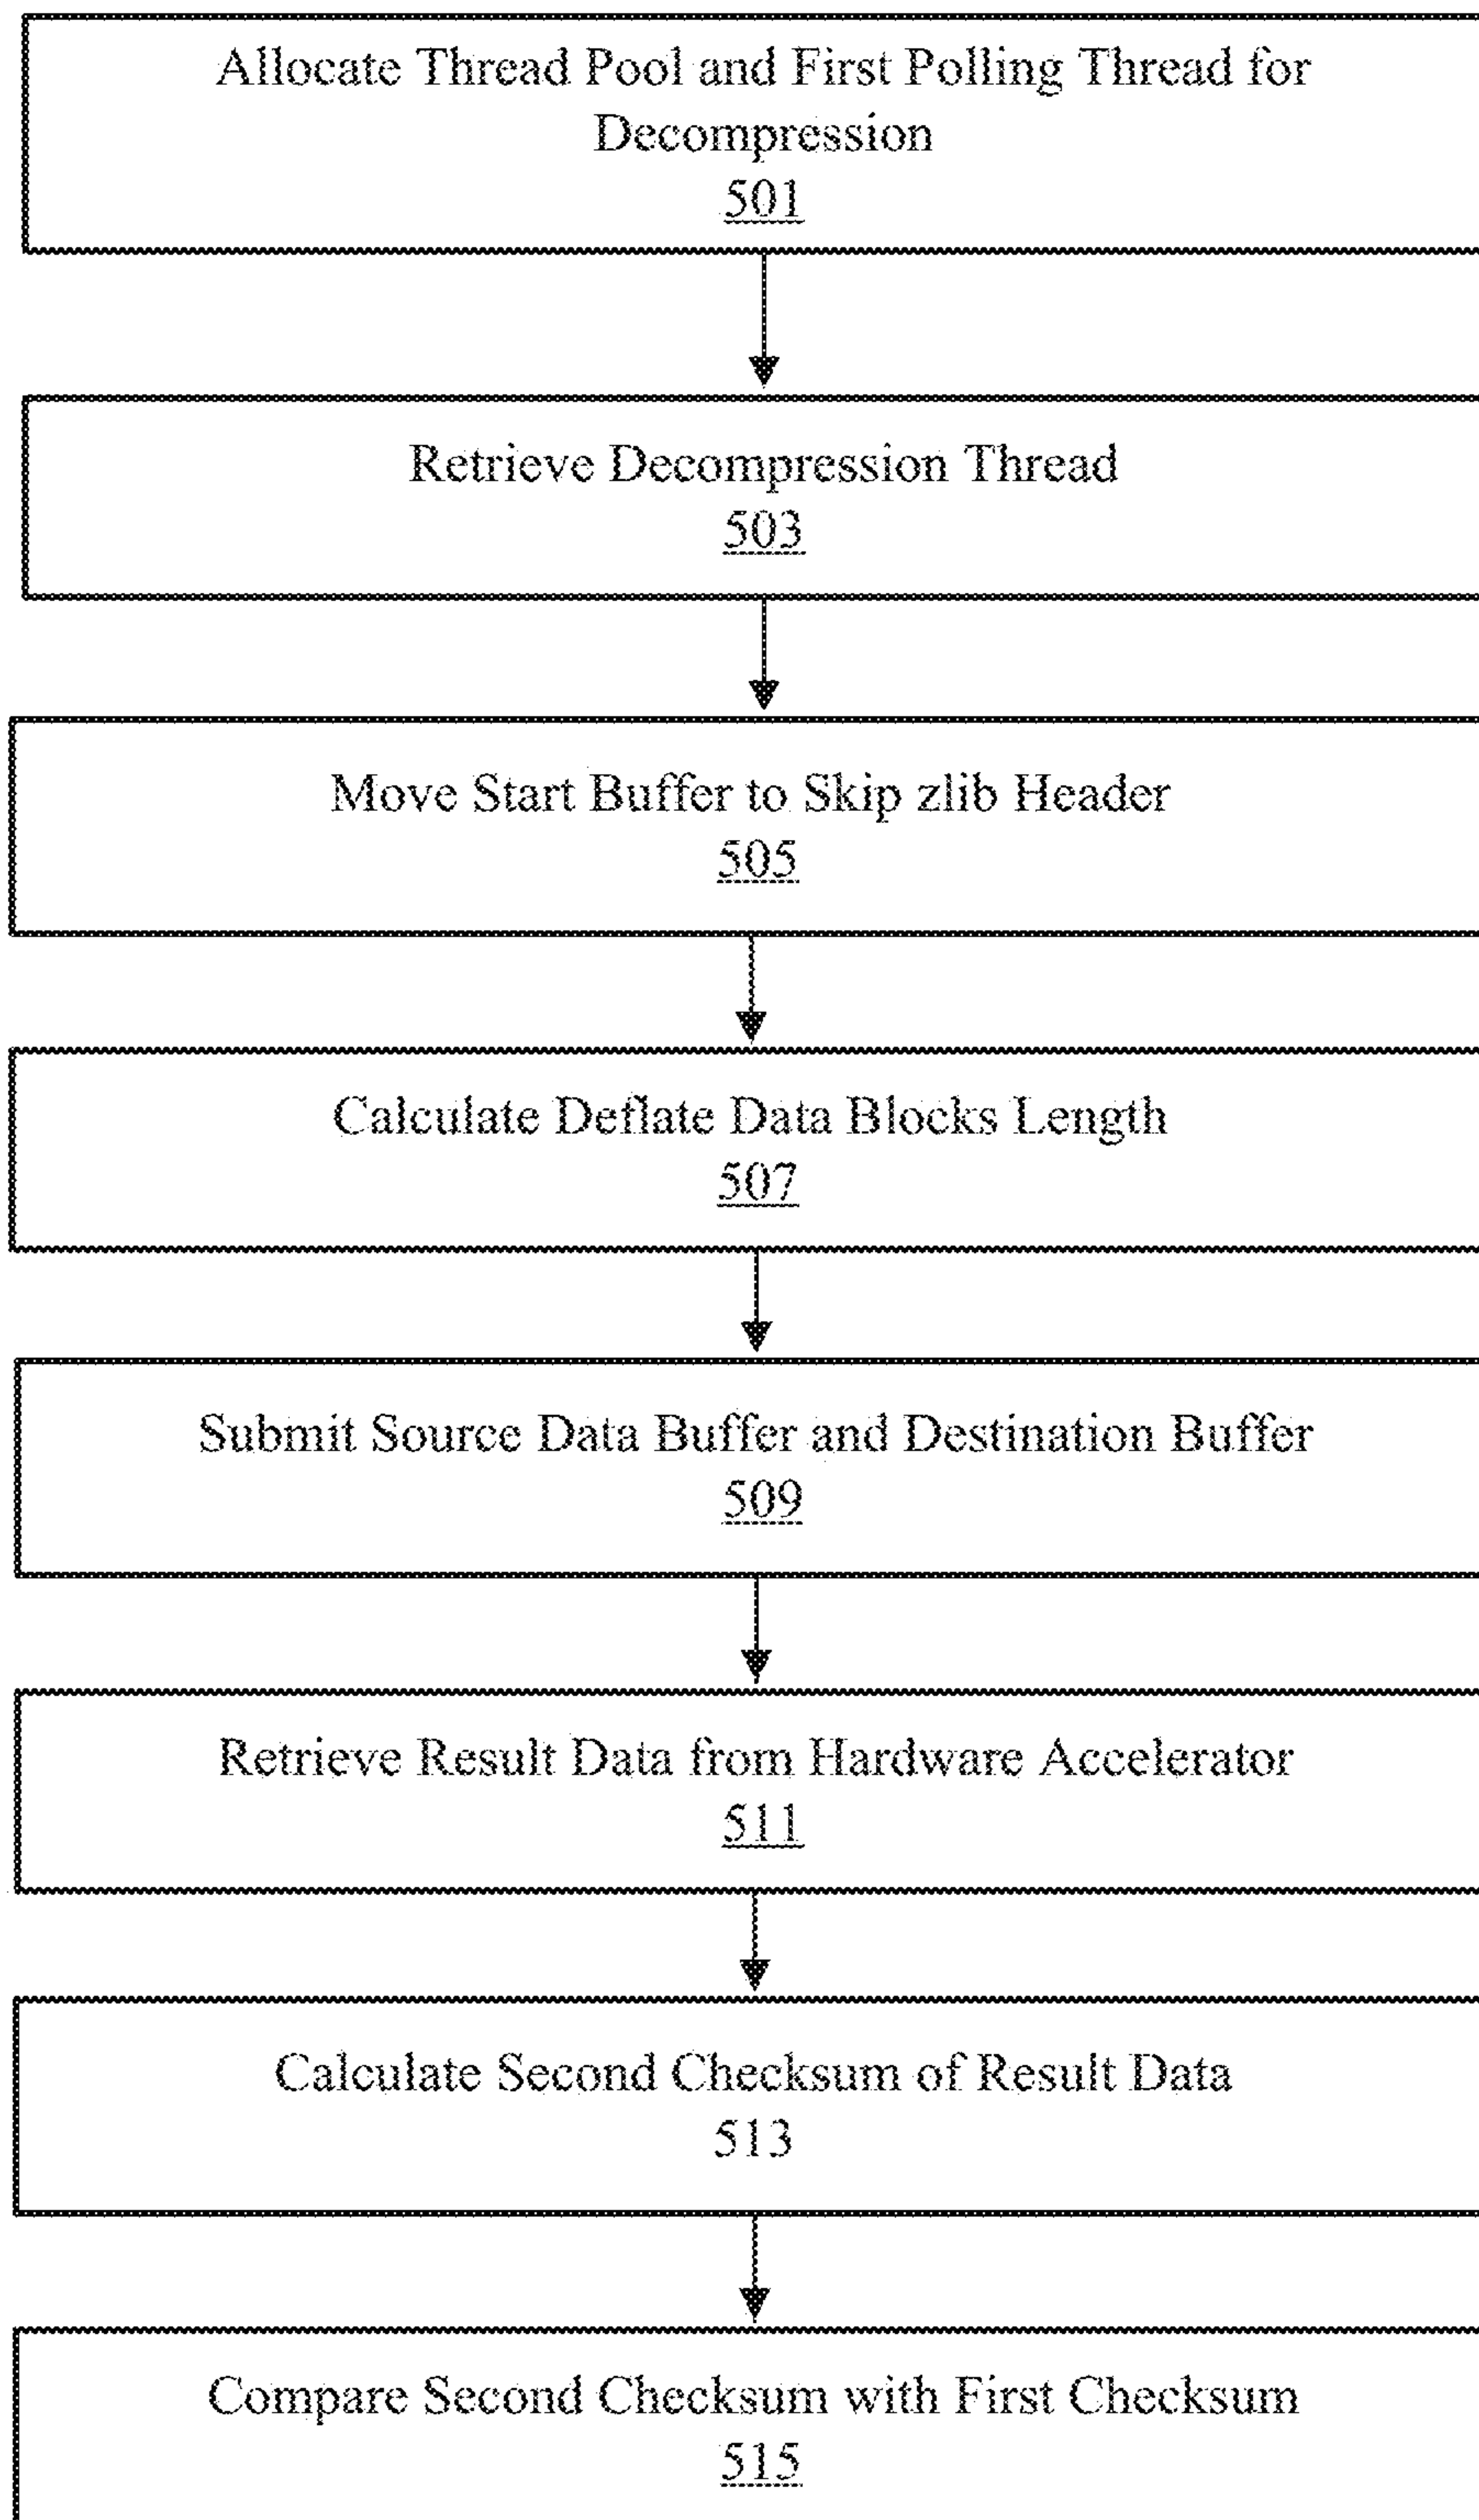 Allocate Thread Pool and First Polling Thread for
Decompression
501
Retrieve Decompression Thread
503
Move Start Buffer to Skip zlib Header
505
Calculate Deflate Data Blocks Length
507
Submit Source Data Buffer and Destination Buffer
509
Retrieve Result Data from Hardware Accelerator
511
Calculate Second Checksum of Result Data
513
Compare Second Checksum with First Checksum
515